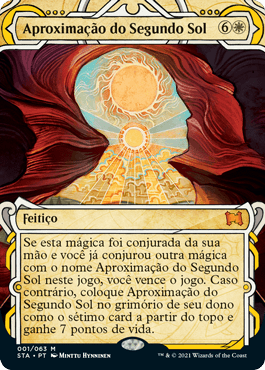 Aproximação do Segundo Sol 6
Feitiço
Se esta mágica foi conjurada da sua
mão e você já conjurou outra mágica
com o nome Aproximação do Segundo
Sol neste jogo, você vence o jogo. Caso
contrário, coloque Aproximação do
Segundo Sol no grimório de seu dono
como o sétimo card a partir do topo e
ganhe 7 pontos de vida.
001/063 M
STA • PT Minttu Hynninen
™ & © 2021 Wizards of the Coast